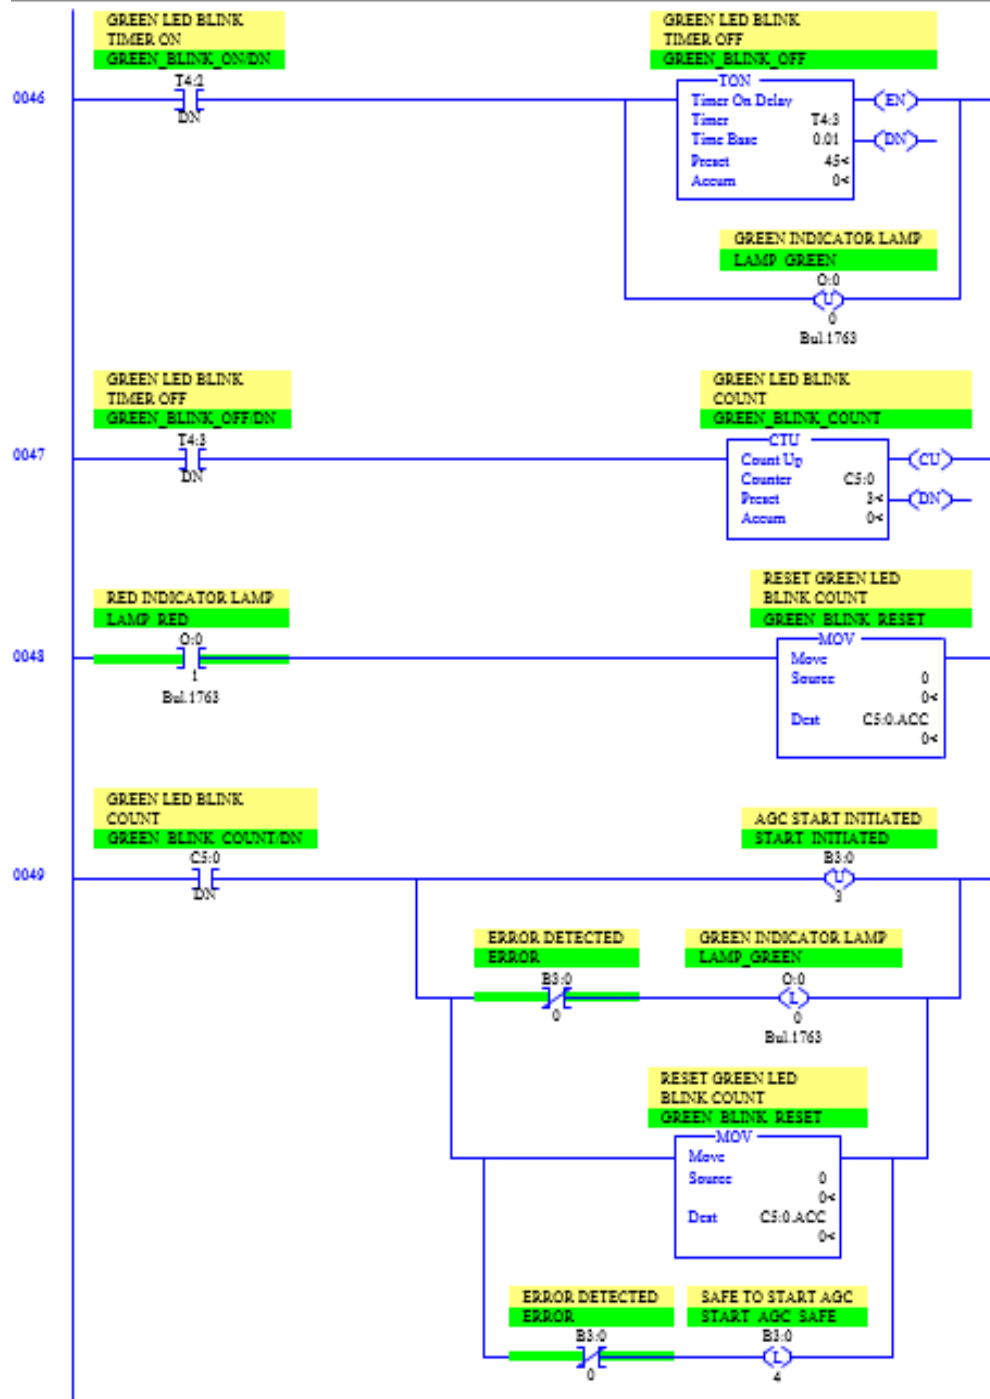 GREEN LED BLINK
TIMER ON
GREEN_BLINK_ON/DN
T4:2
DN
0046
GREEN LED BLINK
TIMER OFF
GREEN_BLINK_OFF
TON
Timer On Delay
Timer T4:3
Time Base 0.01
Preset 45<
Accum 0<
EN
DN
GREEN INDICATOR LAMP
LAMP_GREEN
O:0
U
0
Bul.1763
GREEN LED BLINK
TIMER OFF
GREEN_BLINK_OFF/DN
T4:3
DN
0047
GREEN LED BLINK
COUNT
GREEN_BLINK_COUNT
CTU
Count Up
Counter C5:0
Preset 3<
Accum 0<
CU
DN
RED INDICATOR LAMP
LAMP_RED
O:0
1
Bul.1763
0048
RESET GREEN LED
BLINK COUNT
GREEN_BLINK_RESET
MOV
Move
Source 0
0<
Dest C5:0.ACC
0<
GREEN LED BLINK
COUNT
GREEN_BLINK_COUNT/DN
C5:0
DN
0049
AGC START INITIATED
START_INITIATED
B3:0
U
3
ERROR DETECTED
ERROR
B3:0
0
GREEN INDICATOR LAMP
LAMP_GREEN
O:0
L
0
Bul.1763
RESET GREEN LED
BLINK COUNT
GREEN_BLINK_RESET
MOV
Move
Source 0
0<
Dest C5:0.ACC
0<
ERROR DETECTED
ERROR
B3:0
0
SAFE TO START AGC
START_AGC_SAFE
B3:0
L
4